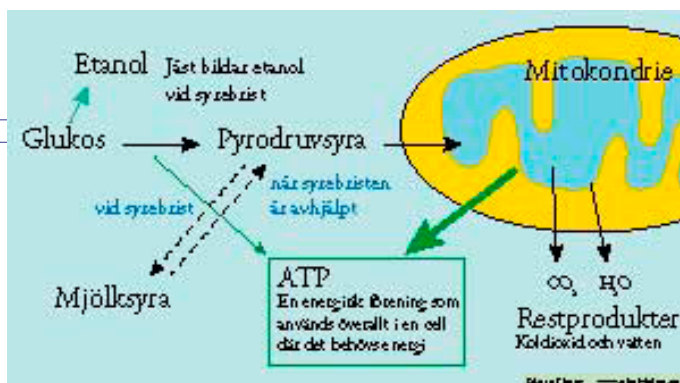 Etanol
Jäst bildar etanol
vid syrebrist
Mitokondrie
Glukos
Pyrodruvsyra
vid syrebrist
när syrebristen
är avhjälpt
Mjölksyra
ATP
En energirik förening som
används överallt i en cell
där det behövs energi
CO₂ H₂O
Restprodukter
Koldioxid och vatten